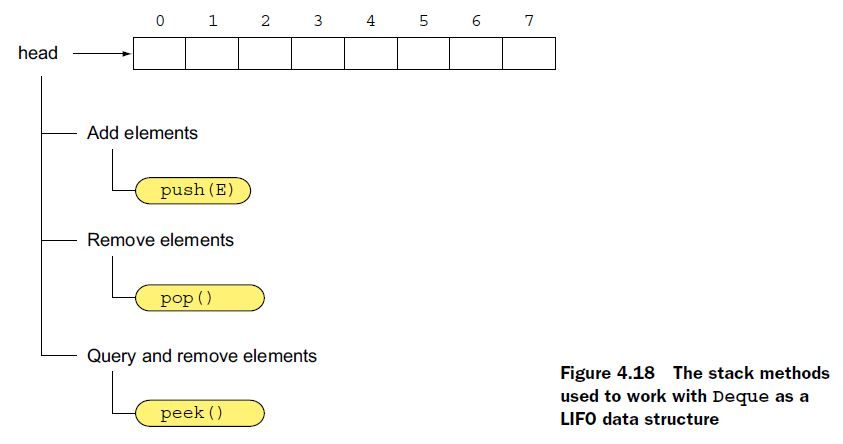 0 1 2 3 4 5 6 7
head
Add elements
push(E)
Remove elements
pop()
Query and remove elements
peek()
Figure 4.18 The stack methods
used to work with Deque as a
LIFO data structure